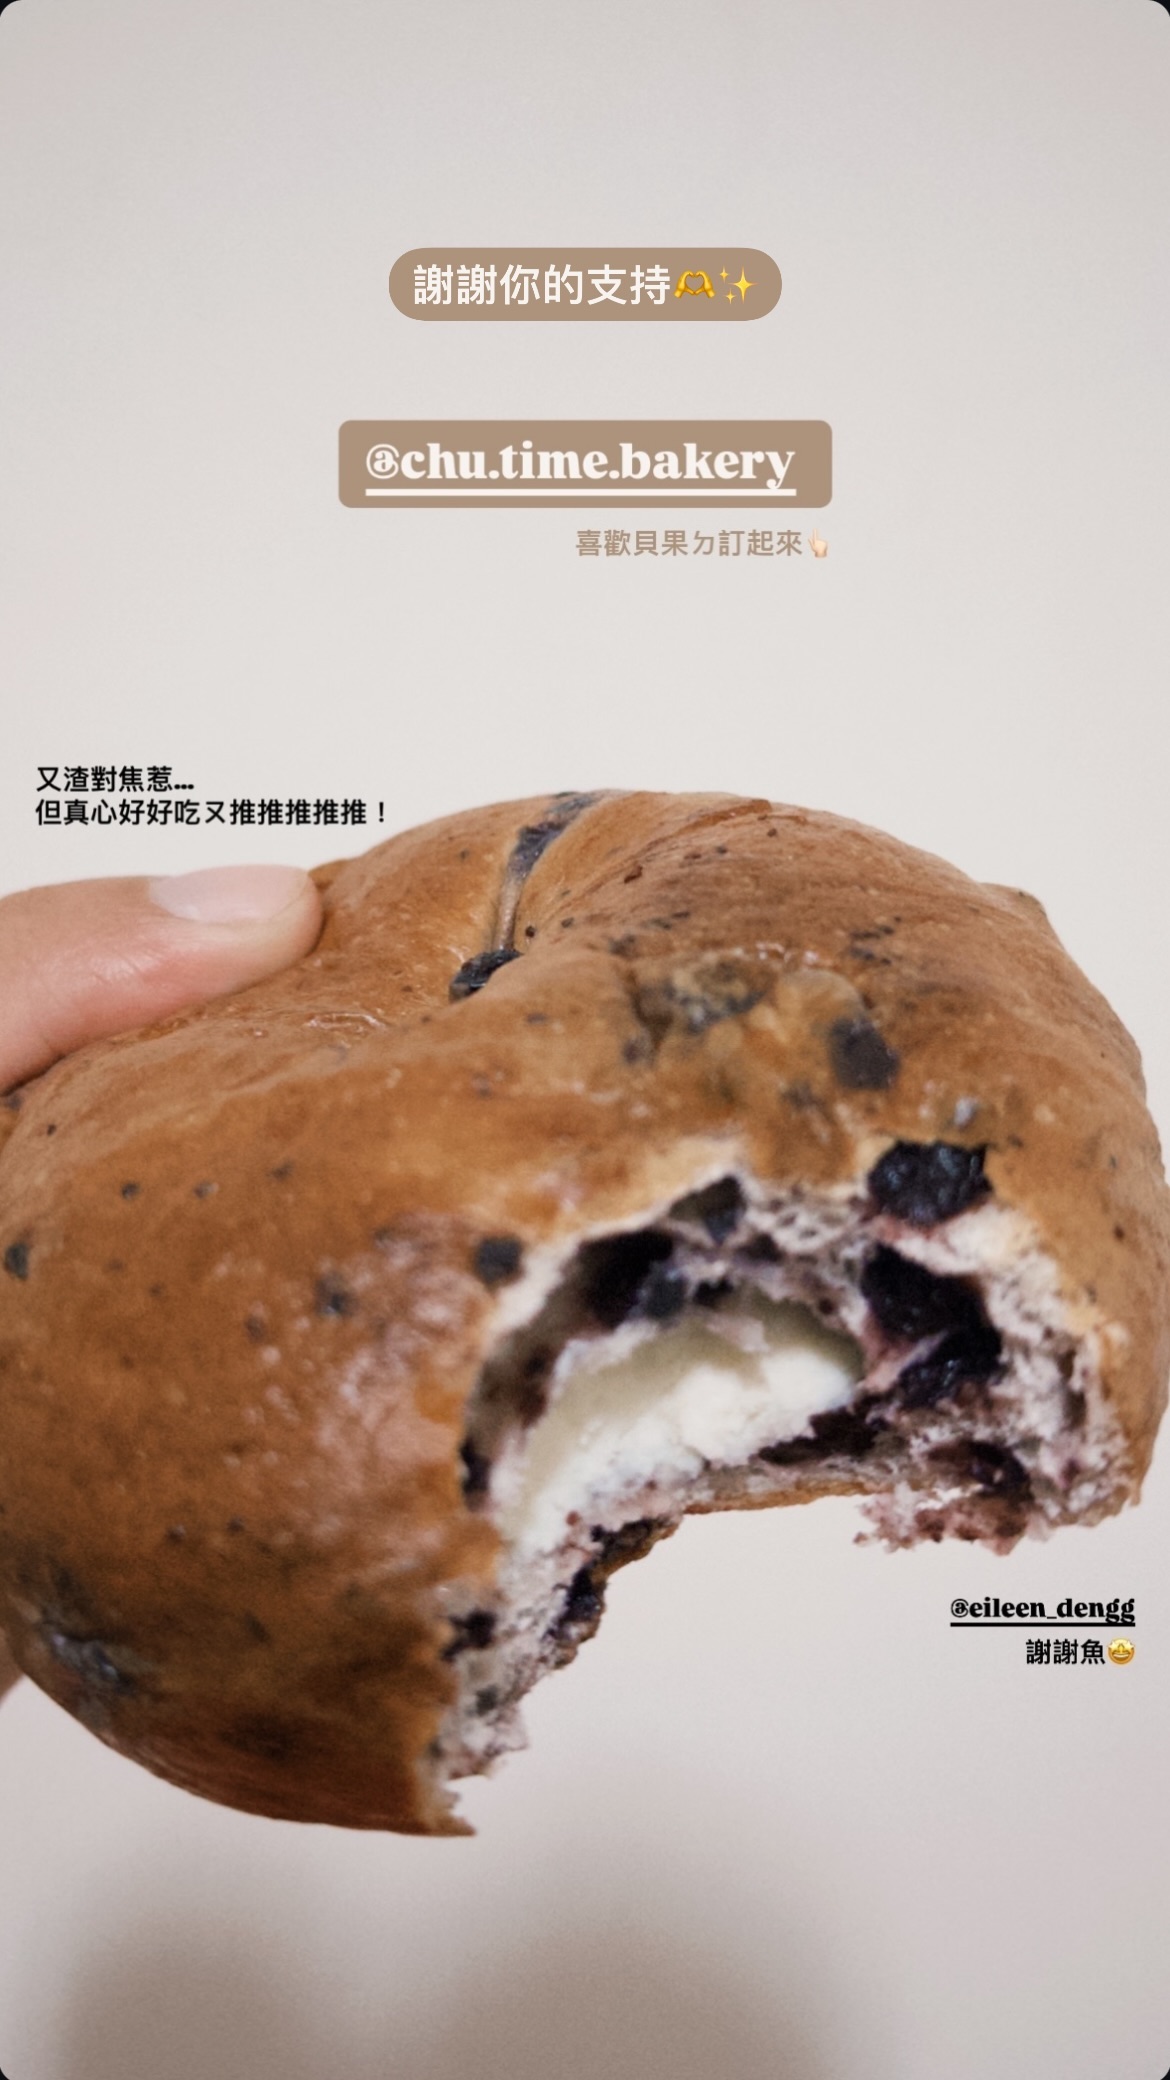 謝謝你的支持🫶✨
@chu.time.bakery
喜歡貝果ㄉ訂起來👆🏻
又渣對焦惹...
但真心好好吃ㄡ推推推推推！
@eileen_dengg
謝謝魚🤩